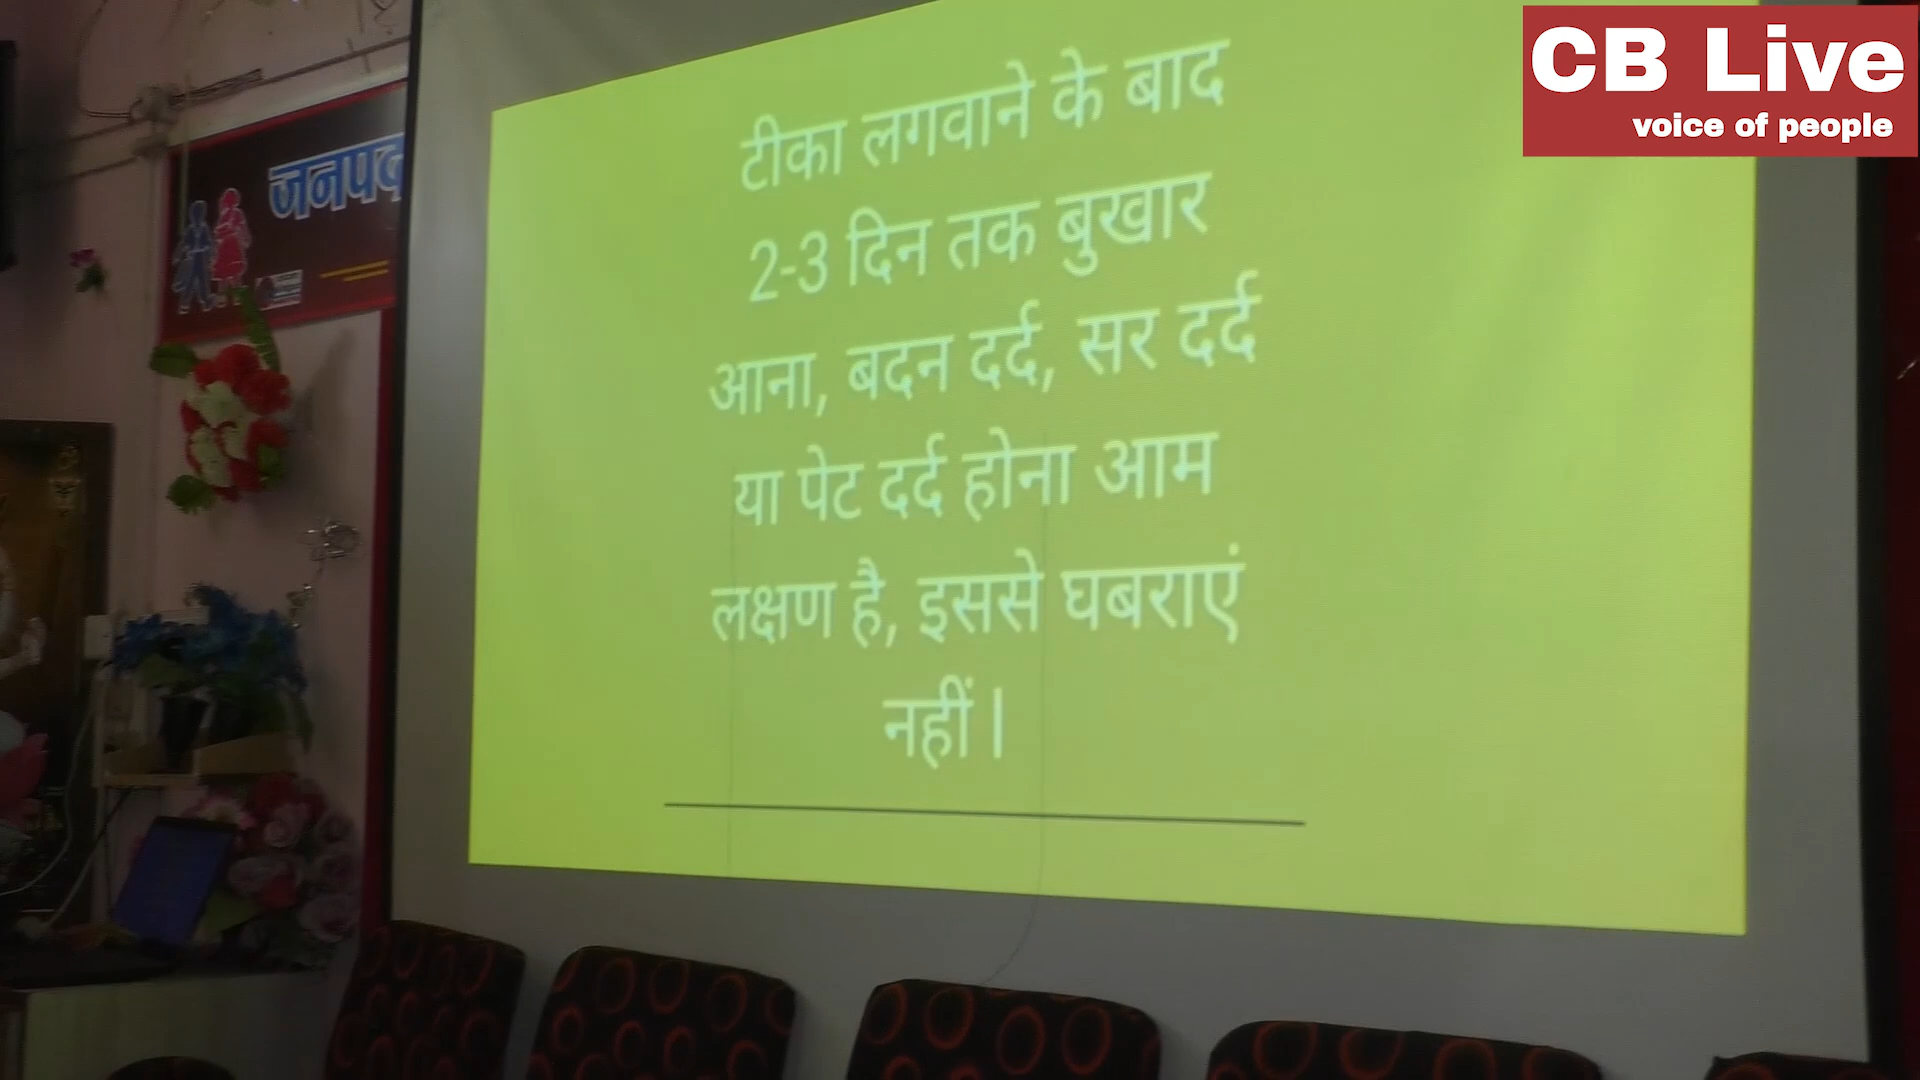 CB Live
voice of people
जनपद
टीका लगवाने के बाद
2-3 दिन तक बुखार
आना, बदन दर्द, सर दर्द
या पेट दर्द होना आम
लक्षण है, इससे घबराएं
नहीं |